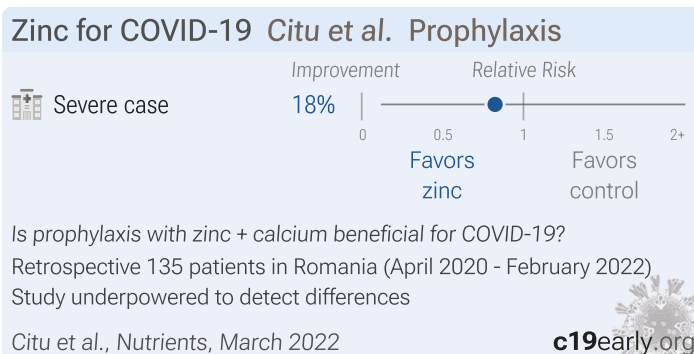 Zinc for COVID-19 Citu et al. Prophylaxis
Improvement Relative Risk
Severe case 18%
0 0.5 1 1.5 2+
Favors zinc
Favors control
Is prophylaxis with zinc + calcium beneficial for COVID-19?
Retrospective 135 patients in Romania (April 2020 - February 2022)
Study underpowered to detect differences
Citu et al., Nutrients, March 2022 c19early.org